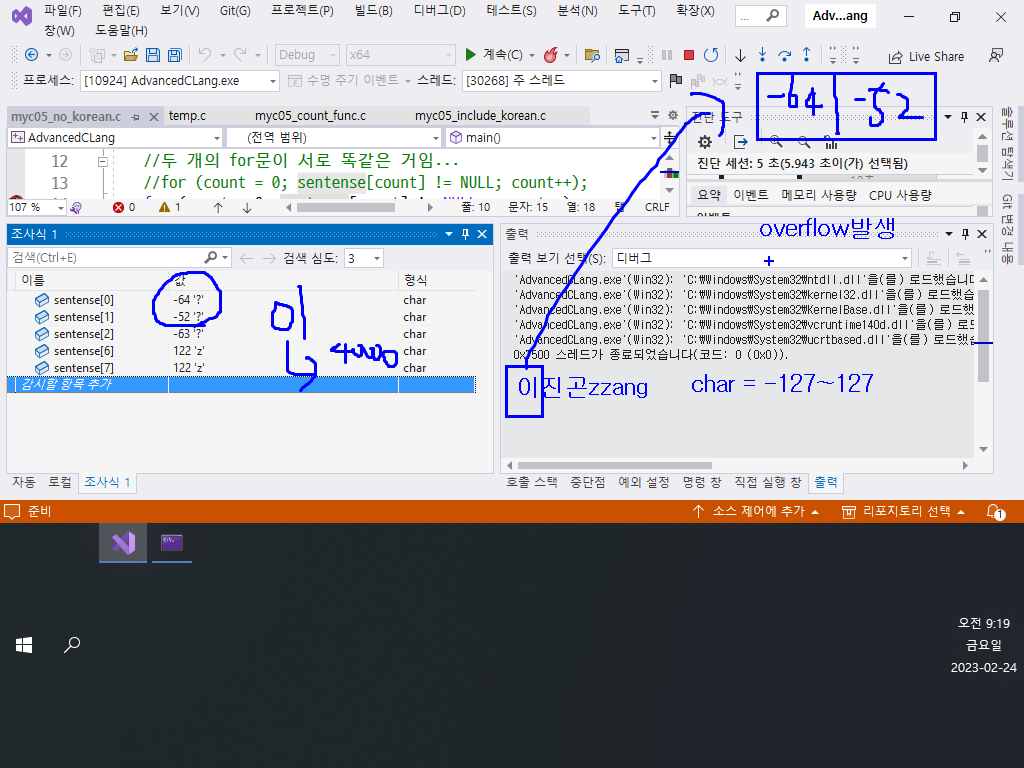 파일(F) 편집(E) 보기(V) Git(G) 프로젝트(P) 빌드(B) 디버그(D) 테스트(S) 분석(N) 도구(T) 확장(X)
창(W) 도움말(H)
... Adv...ang
Debug x64 계속(C) Live Share
프로세스: [10924] AdvancedCLang.exe 수명 주기 이벤트 스레드: [30268] 주 스레드
-64 -52
myc05_no_korean.c temp.c myc05_count_func.c myc05_include_korean.c
AdvancedCLang (전역 범위) main()
12 //두 개의 for문이 서로 똑같은 거임...
13 //for (count = 0; sentense[count] != NULL; count++);
107 % 0 1 줄: 10 문자: 15 열: 18 탭 CRLF
진단 도구
진단 세션: 5 초(5.943 초이(가) 선택됨)
요약 이벤트 메모리 사용량 CPU 사용량
솔루션 탐색기
Git 변경 내용
overflow발생
조사식 1
검색(Ctrl+E) 검색 심도: 3
이름 값 형식
sentense[0] -64 '?' char
sentense[1] -52 '?' char
sentense[2] -63 '?' char
sentense[6] 122 'z' char
sentense[7] 122 'z' char
감시할 항목 추가
이
4000
자동 로컬 조사식 1
출력
출력 보기 선택(S): 디버그
'AdvancedCLang.exe'(Win32): 'C:\Windows\System32\ntdll.dll'을(를) 로드했습니다
'AdvancedCLang.exe'(Win32): 'C:\Windows\System32\kernel32.dll'을(를) 로드했
'AdvancedCLang.exe'(Win32): 'C:\Windows\System32\KernelBase.dll'을(를) 로드
'AdvancedCLang.exe'(Win32): 'C:\Windows\System32\vcruntime140d.dll'을(를) 로
'AdvancedCLang.exe'(Win32): 'C:\Windows\System32\ucrtbased.dll'을(를) 로드했
스레드가 종료되었습니다(코드: 0 (0x0)).
이진곤zzang char = -127~127
호출 스택 중단점 예외 설정 명령 창 직접 실행 창 출력
준비 소스 제어에 추가 리포지토리 선택 1
오전 9:19
금요일
2023-02-24